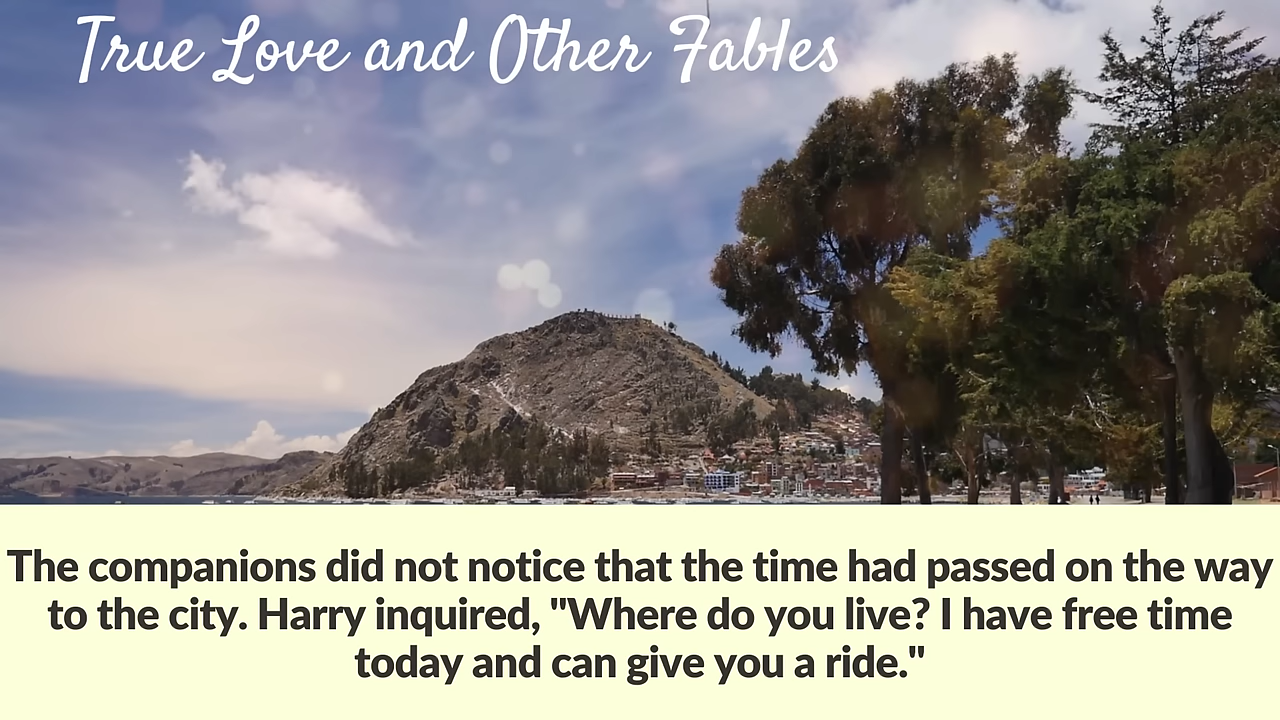 True Love and Other Fables
The companions did not notice that the time had passed on the way
to the city. Harry inquired, "Where do you live? I have free time
today and can give you a ride."